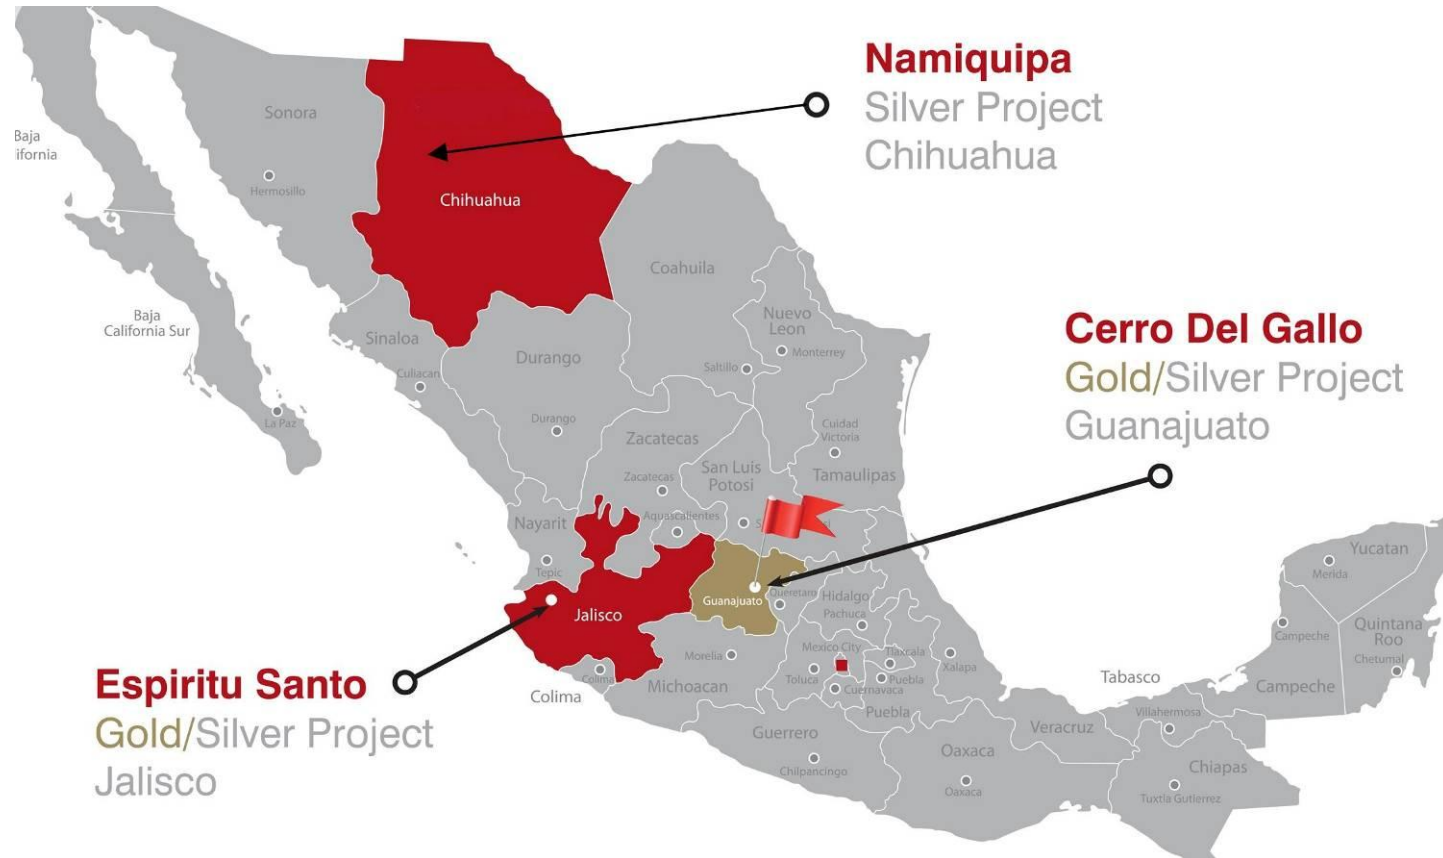 Namiquipa
Silver Project
Chihuahua
Sonora
Baja
ifornia
Hermosillo
Chihuahua
Coahuila
Baja
California Sur
Nuevo
Leon
Monterrey
Sinaloa
Durango
Saltillo
Culiacan
Cerro Del Gallo
Gold/Silver Project
Guanajuato
La Paz
Durango
Zacatecas
Cuidad
Victoria
Zacatecas
San Luis
Potosi
Tamaulipas
Nayarit
Aquascalientes
Tepic
Guanajuato
Queretaro
Hidalgo
Pachuca
Jalisco
Yucatan
Merida
Campeche
Quintana
Roo
Chetumal
Campeche
Morelia
Mexico City
Tlaxcala
Xalapa
Toluca
Puebla
Cuernavaca
Colima
Colima
Michoacan
Puebla
Tabasco
Villahermosa
Veracruz
Espiritu Santo
Gold/Silver Project
Jalisco
Guerrero
Chilpancingo
Oaxaca
Oaxaca
Chiapas
Tuxtla Gutierrez